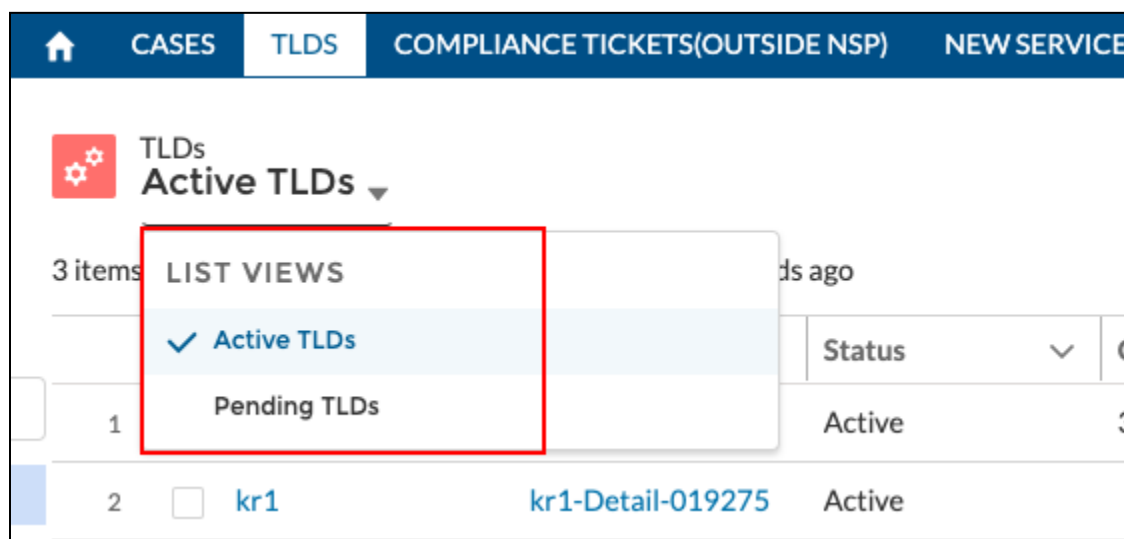 CASES TLDS COMPLIANCE TICKETS(OUTSIDE NSP) NEW SERVICE
TLDs
Active TLDs
3 items ds ago
LIST VIEWS
Active TLDs
Status
Pending TLDs
1 Active
2 kr1 kr1-Detail-019275 Active